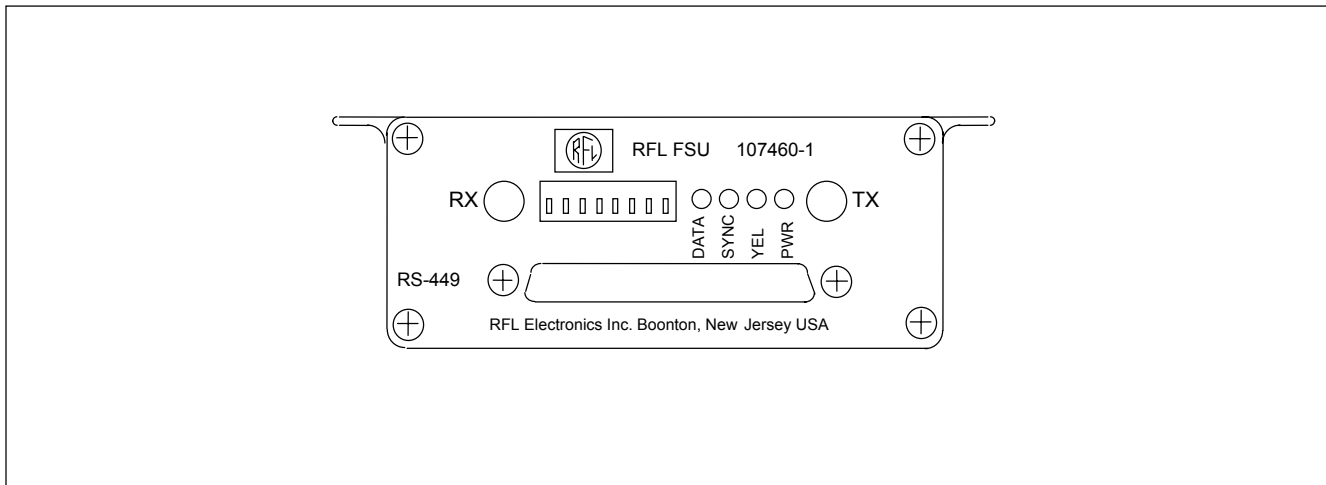 RFL
RFL FSU 107460-1
RX
TX
DATA
SYNC
YEL
PWR
RS-449
RFL Electronics Inc. Boonton, New Jersey USA